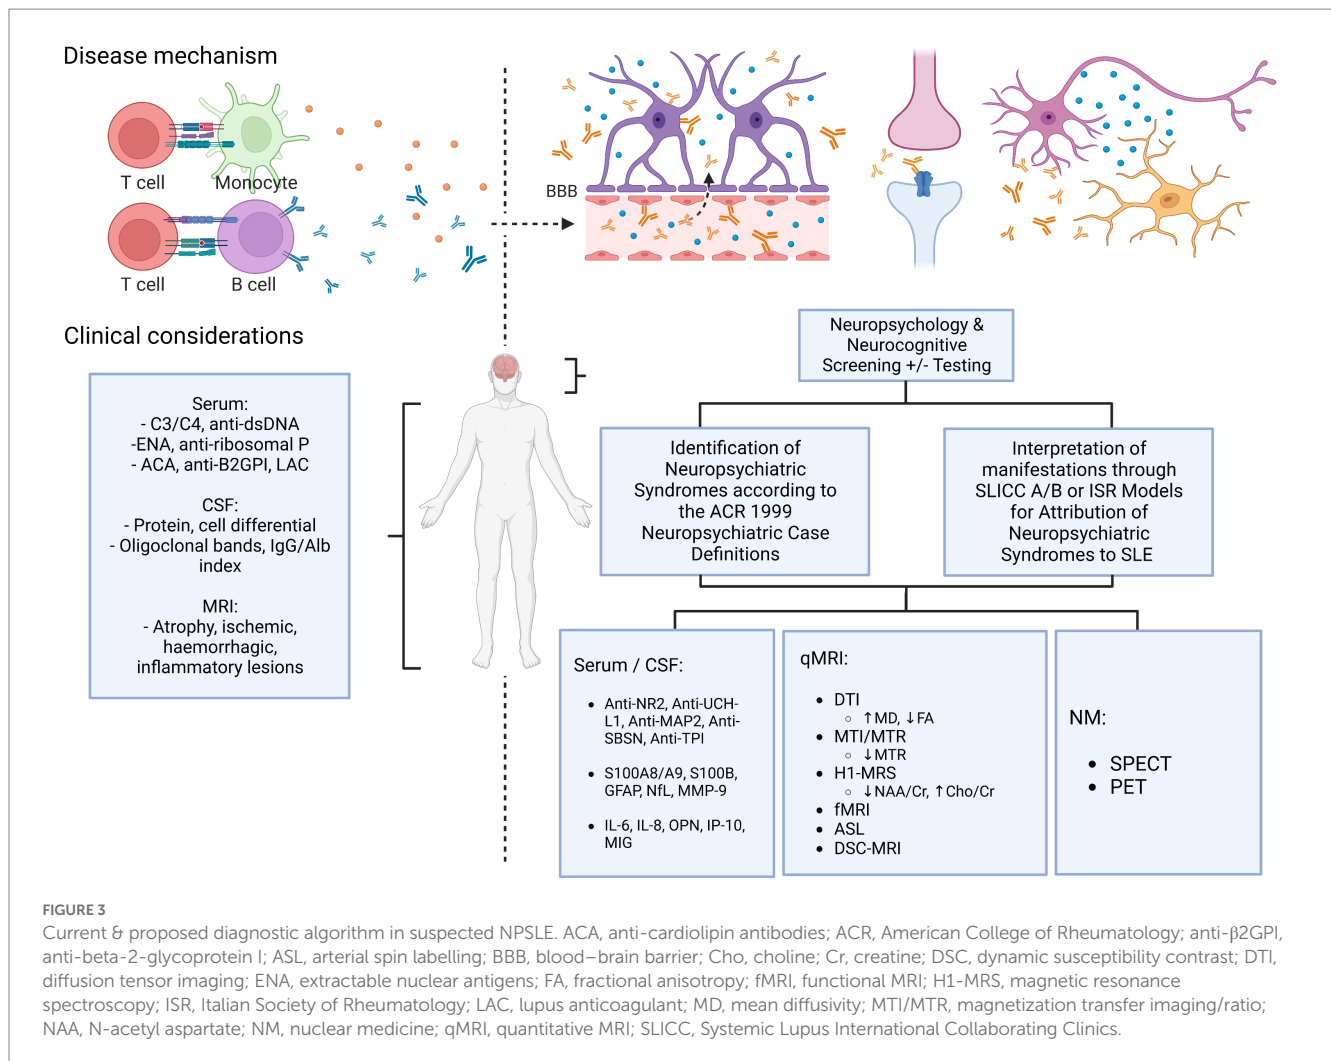 Disease mechanism
T cell
Monocyte
T cell
B cell
BBB
Clinical considerations
Serum:
- C3/C4, anti-dsDNA
-ENA, anti-ribosomal P
- ACA, anti-B2GPI, LAC
CSF:
- Protein, cell differential
- Oligoclonal bands, IgG/Alb
index
MRI:
- Atrophy, ischemic,
haemorrhagic,
inflammatory lesions
Neuropsychology &
Neurocognitive
Screening +/- Testing
Identification of
Neuropsychiatric
Syndromes according to
the ACR 1999
Neuropsychiatric Case
Definitions
Interpretation of
manifestations through
SLICC A/B or ISR Models
for Attribution of
Neuropsychiatric
Syndromes to SLE
Serum / CSF:
• Anti-NR2, Anti-UCH-
L1, Anti-MAP2, Anti-
SBSN, Anti-TPI
• S100A8/A9, S100B,
GFAP, NfL, MMP-9
• IL-6, IL-8, OPN, IP-10,
MIG
qMRI:
• DTI
○ ↑MD, ↓FA
• MTI/MTR
○ ↓MTR
• H1-MRS
○ ↓NAA/Cr, ↑Cho/Cr
• fMRI
• ASL
• DSC-MRI
NM:
• SPECT
• PET
FIGURE 3
Current & proposed diagnostic algorithm in suspected NPSLE. ACA, anti-cardiolipin antibodies; ACR, American College of Rheumatology; anti-β2GPI,
anti-beta-2-glycoprotein I; ASL, arterial spin labelling; BBB, blood–brain barrier; Cho, choline; Cr, creatine; DSC, dynamic susceptibility contrast; DTI,
diffusion tensor imaging; ENA, extractable nuclear antigens; FA, fractional anisotropy; fMRI, functional MRI; H1-MRS, magnetic resonance
spectroscopy; ISR, Italian Society of Rheumatology; LAC, lupus anticoagulant; MD, mean diffusivity; MTI/MTR, magnetization transfer imaging/ratio;
NAA, N-acetyl aspartate; NM, nuclear medicine; qMRI, quantitative MRI; SLICC, Systemic Lupus International Collaborating Clinics.